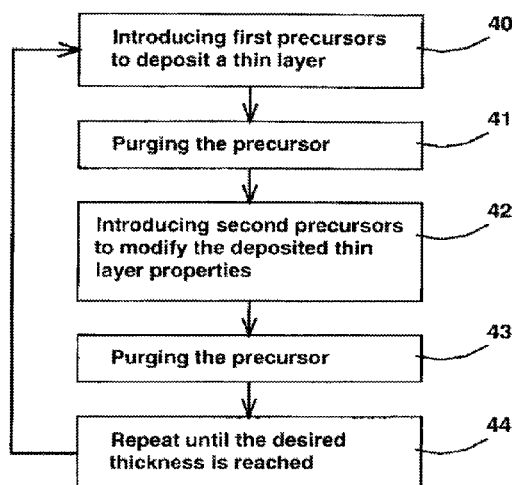 Introducing first precursors
to deposit a thin layer
40
Purging the precursor
41
Introducing second precursors
to modify the deposited thin
layer properties
42
Purging the precursor
43
Repeat until the desired
thickness is reached
44